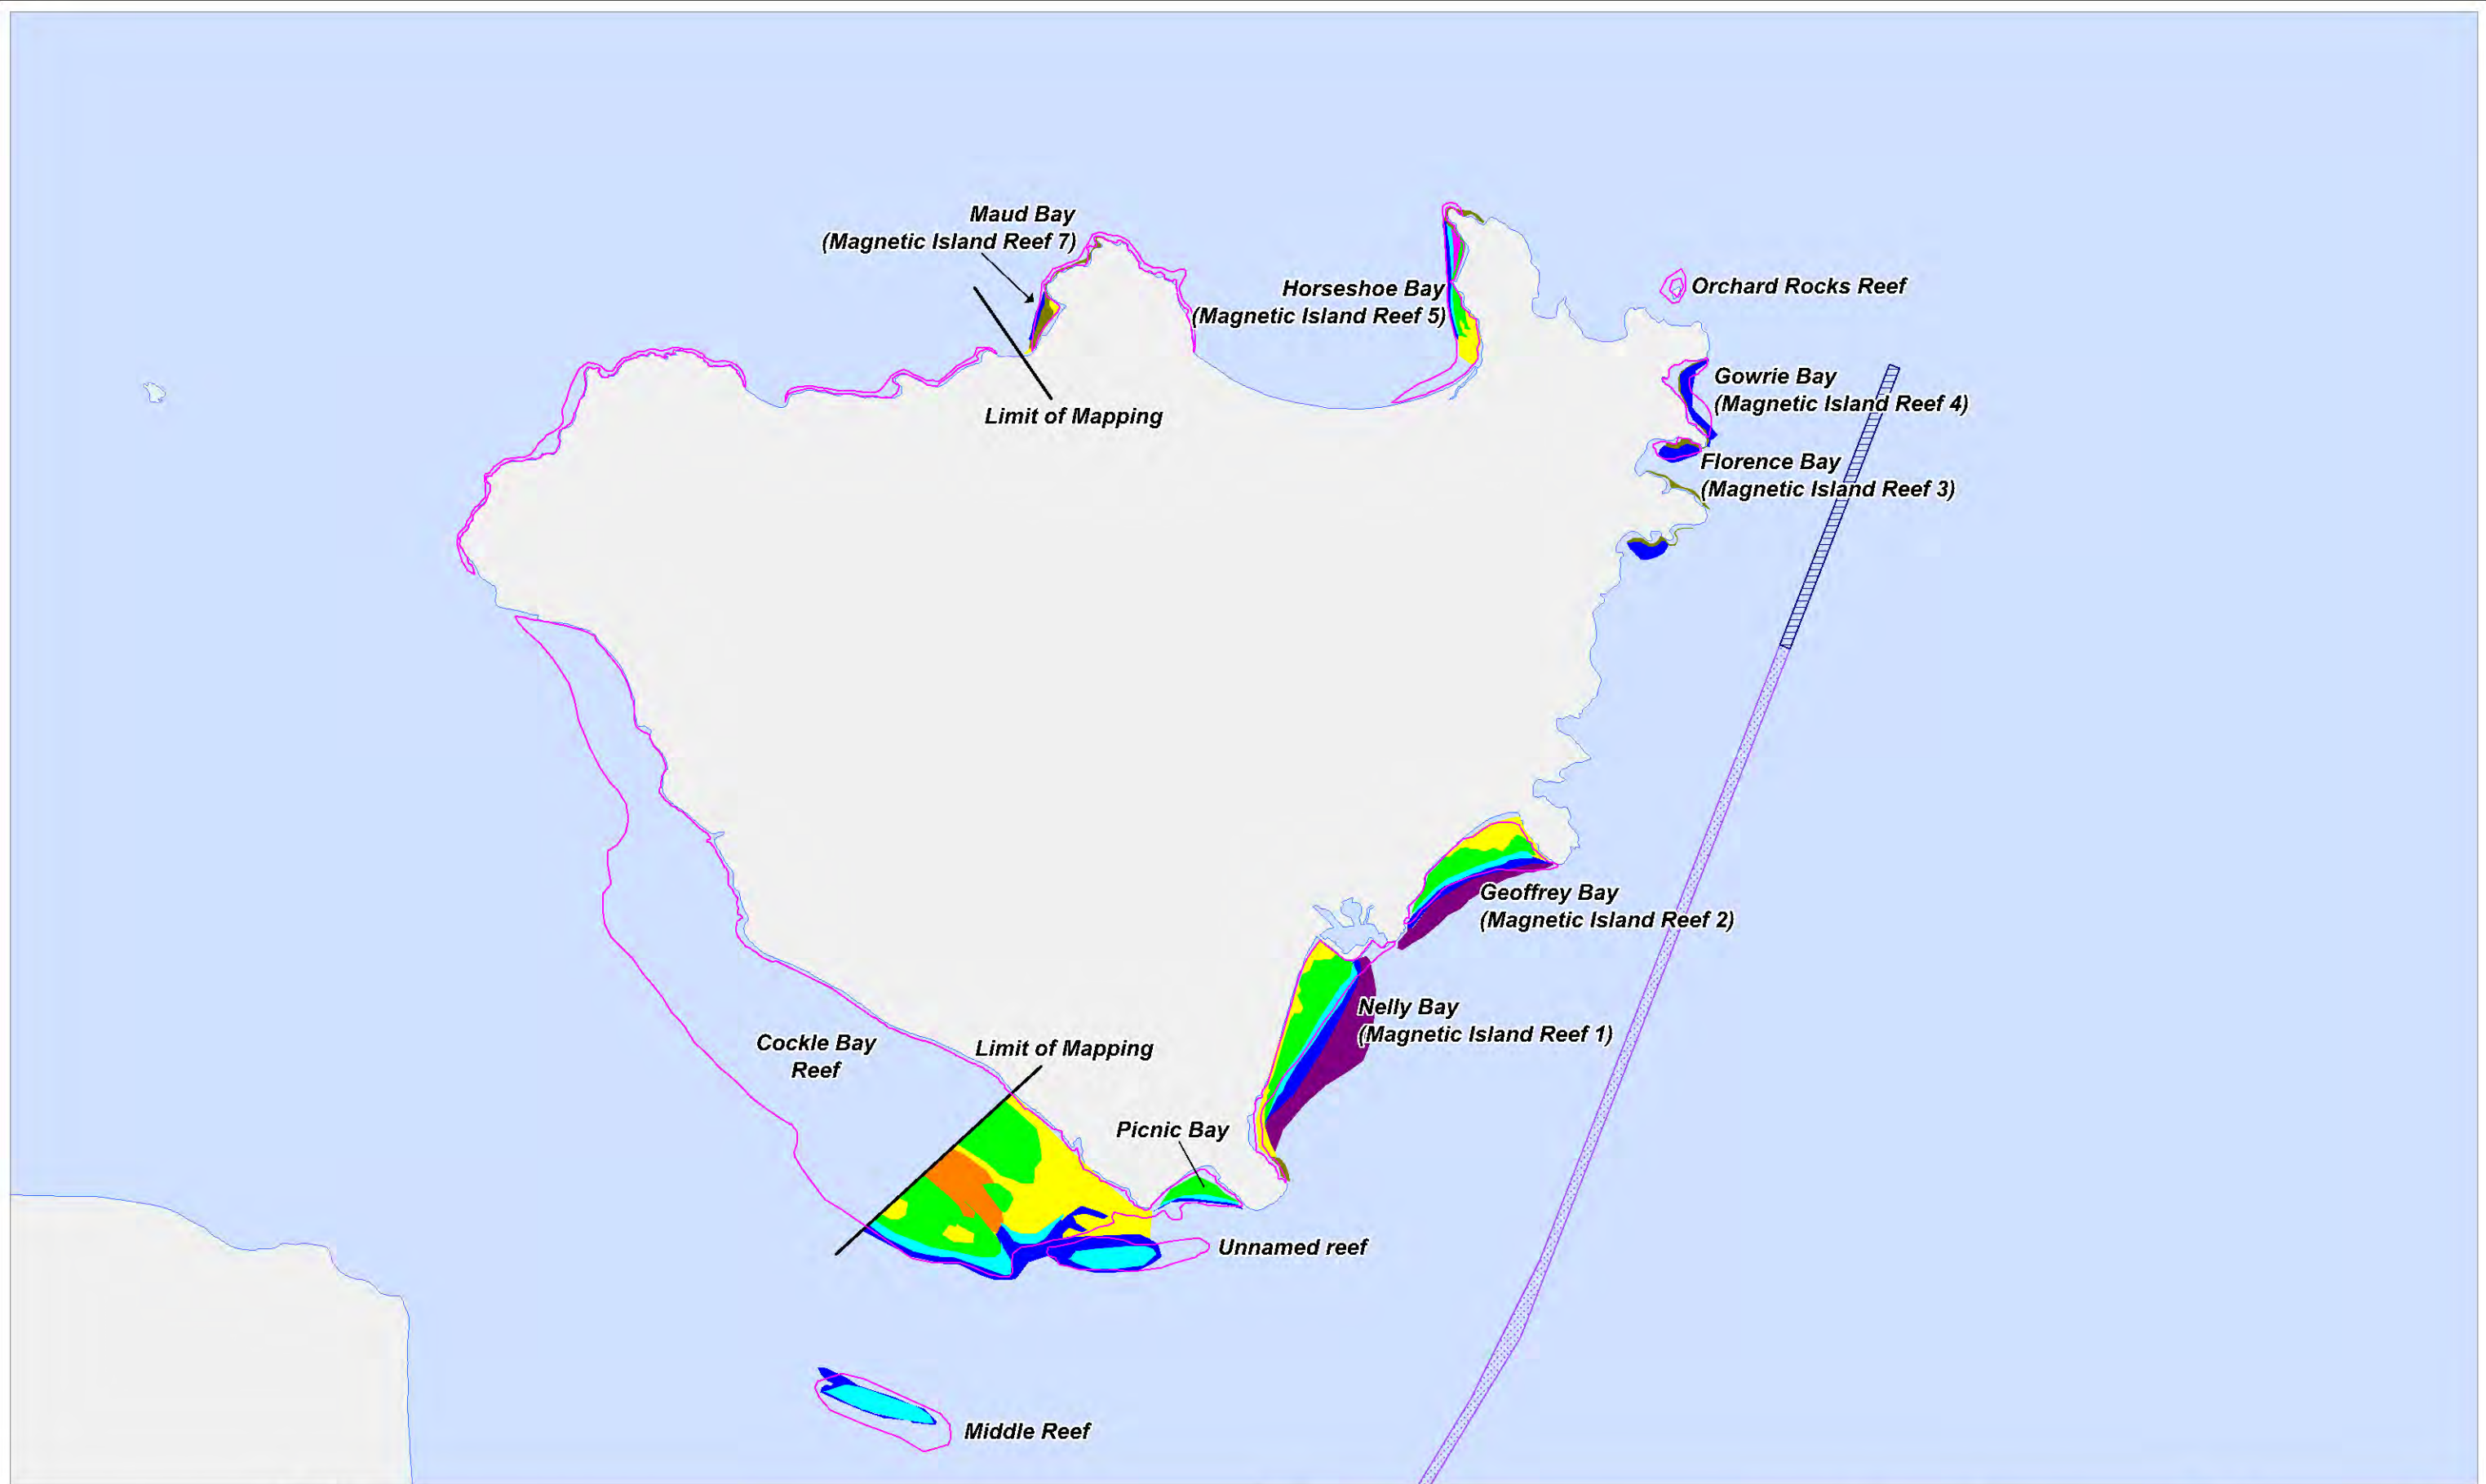 Maud Bay
(Magnetic Island Reef 7)
Horseshoe Bay
(Magnetic Island Reef 5)
Orchard Rocks Reef
Gowrie Bay
(Magnetic Island Reef 4)
Limit of Mapping
Florence Bay
(Magnetic Island Reef 3)
Geoffrey Bay
(Magnetic Island Reef 2)
Nelly Bay
(Magnetic Island Reef 1)
Cockle Bay
Reef
Limit of Mapping
Picnic Bay
Unnamed reef
Middle Reef